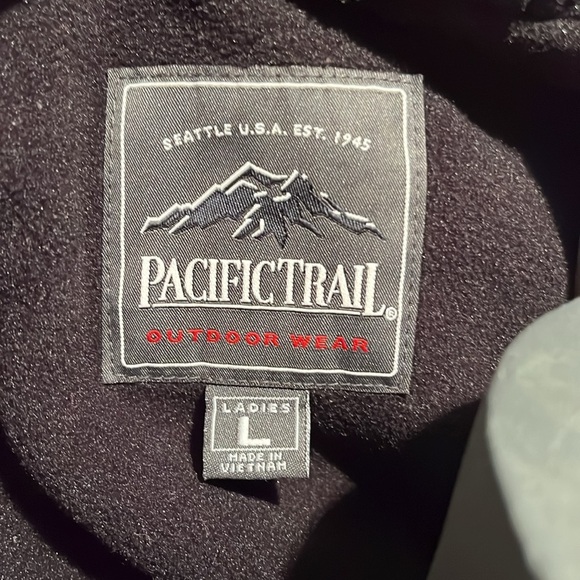 SEATTLE U.S.A. EST. 1945
PACIFIC TRAIL®
OUTDOOR WEAR
LADIES
L
MADE IN
VIETNAM